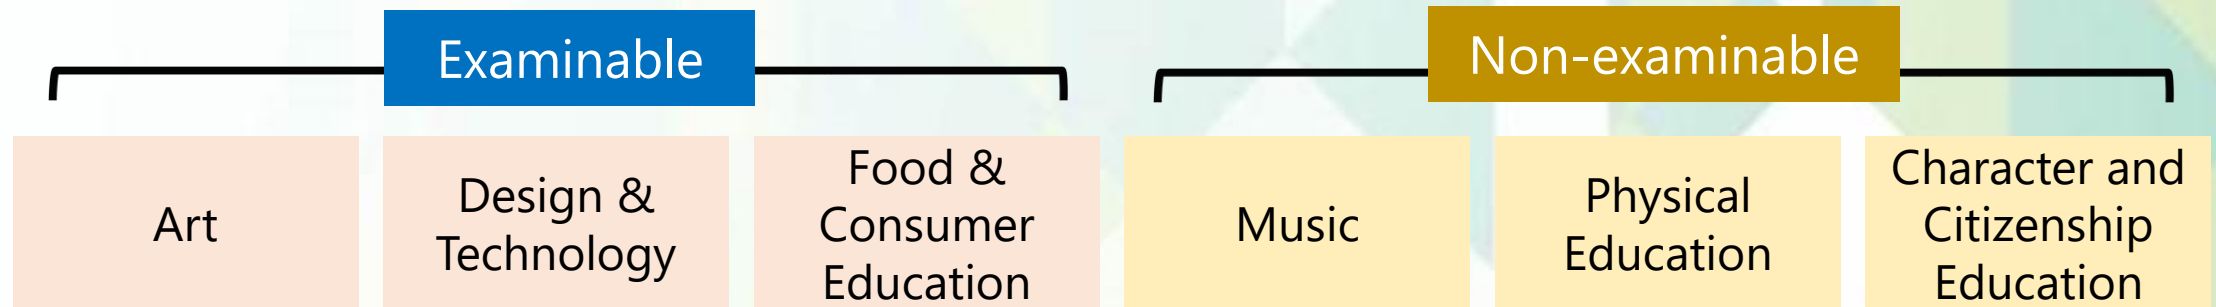 Examinable
Non-examinable
Art
Design &
Technology
Food &
Consumer
Education
Music
Physical
Education
Character and
Citizenship
Education